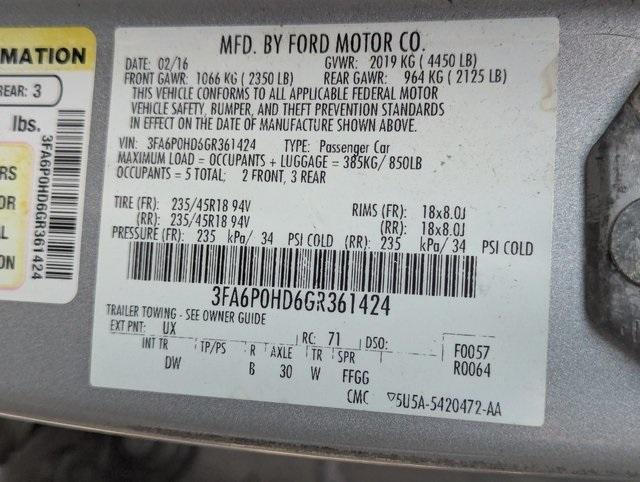 MATION
REAR: 3
lbs.
RS
OR
AL
ON
3FA6P0HD6GR361424
MFD. BY FORD MOTOR CO.
DATE: 02/16 GVWR: 2019 KG ( 4450 LB)
FRONT GAWR: 1066 KG ( 2350 LB) REAR GAWR: 964 KG ( 2125 LB)
THIS VEHICLE CONFORMS TO ALL APPLICABLE FEDERAL MOTOR
VEHICLE SAFETY, BUMPER, AND THEFT PREVENTION STANDARDS
IN EFFECT ON THE DATE OF MANUFACTURE SHOWN ABOVE.
VIN: 3FA6P0HD6GR361424 TYPE: Passenger Car
MAXIMUM LOAD = OCCUPANTS + LUGGAGE = 385KG/ 850LB
OCCUPANTS = 5 TOTAL: 2 FRONT, 3 REAR
TIRE (FR): 235/45R18 94V RIMS (FR): 18x8.0J
(RR): 235/45R18 94V (RR): 18x8.0J
PRESSURE (FR): 235 kPa/ 34 PSI COLD (RR): 235 kPa/ 34 PSI COLD
3FA6P0HD6GR361424
TRAILER TOWING - SEE OWNER GUIDE
EXT PNT: UX RC: 71 DSO: F0057
INT TR TP/PS R AXLE TR SPR R0064
DW B 30 W FFGG
CMC ▽5U5A-5420472-AA